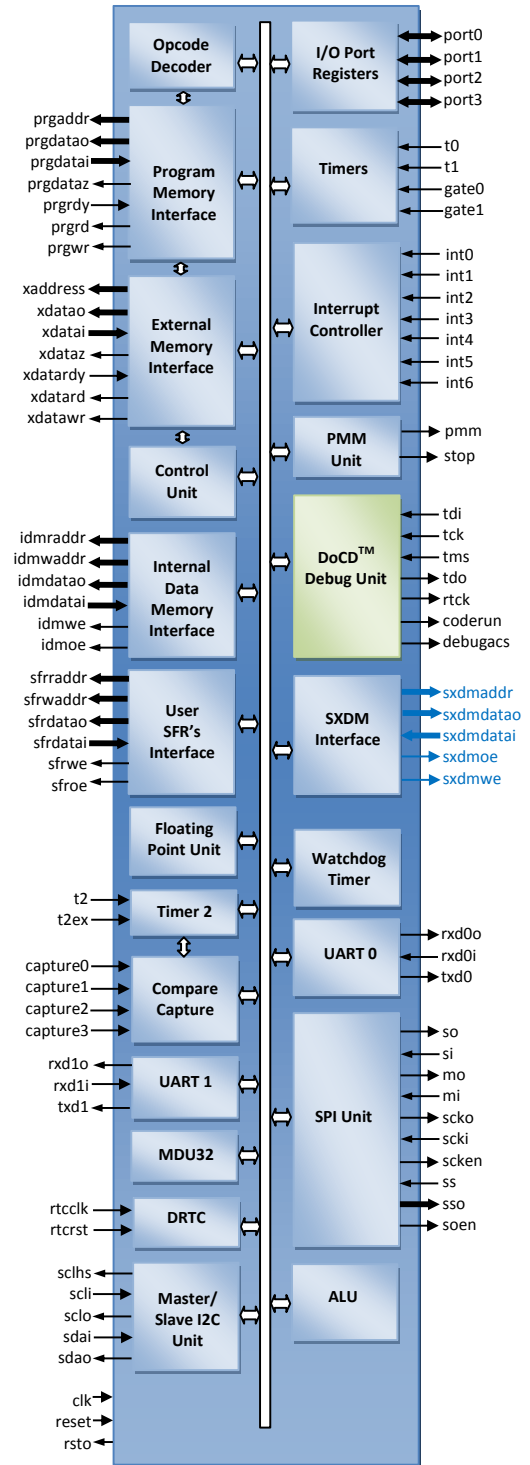 Opcode
Decoder
prgaddr
prgdatao
prgdatai
prgdataz
prgrdy
prgrd
prgwr
Program
Memory
Interface
xaddress
xdatao
xdatai
xdataz
xdatardy
xdatard
xdatawr
External
Memory
Interface
Control
Unit
idmraddr
idmwaddr
idmdatao
idmdatai
idmwe
idmoe
Internal
Data
Memory
Interface
sfrraddr
sfrwaddr
sfrdatao
sfrdatai
sfrwe
sfroe
User
SFR's
Interface
Floating
Point Unit
t2
t2ex
Timer 2
capture0
capture1
capture2
capture3
Compare
Capture
rxd1o
rxd1i
txd1
UART 1
MDU32
rtcclk
rtcrst
DRTC
sclhs
scli
sclo
sdai
sdao
Master/
Slave I2C
Unit
clk
reset
rsto
I/O Port
Registers
port0
port1
port2
port3
Timers
t0
t1
gate0
gate1
Interrupt
Controller
int0
int1
int2
int3
int4
int5
int6
PMM
Unit
pmm
stop
DoCD™
Debug Unit
tdi
tck
tms
tdo
rtck
coderun
debugacs
SXDM
Interface
sxdmaddr
sxdmdatao
sxdmdatai
sxdmoe
sxdmwe
Watchdog
Timer
UART 0
rxd0o
rxd0i
txd0
SPI Unit
so
si
mo
mi
scko
scki
scken
ss
sso
soen
ALU